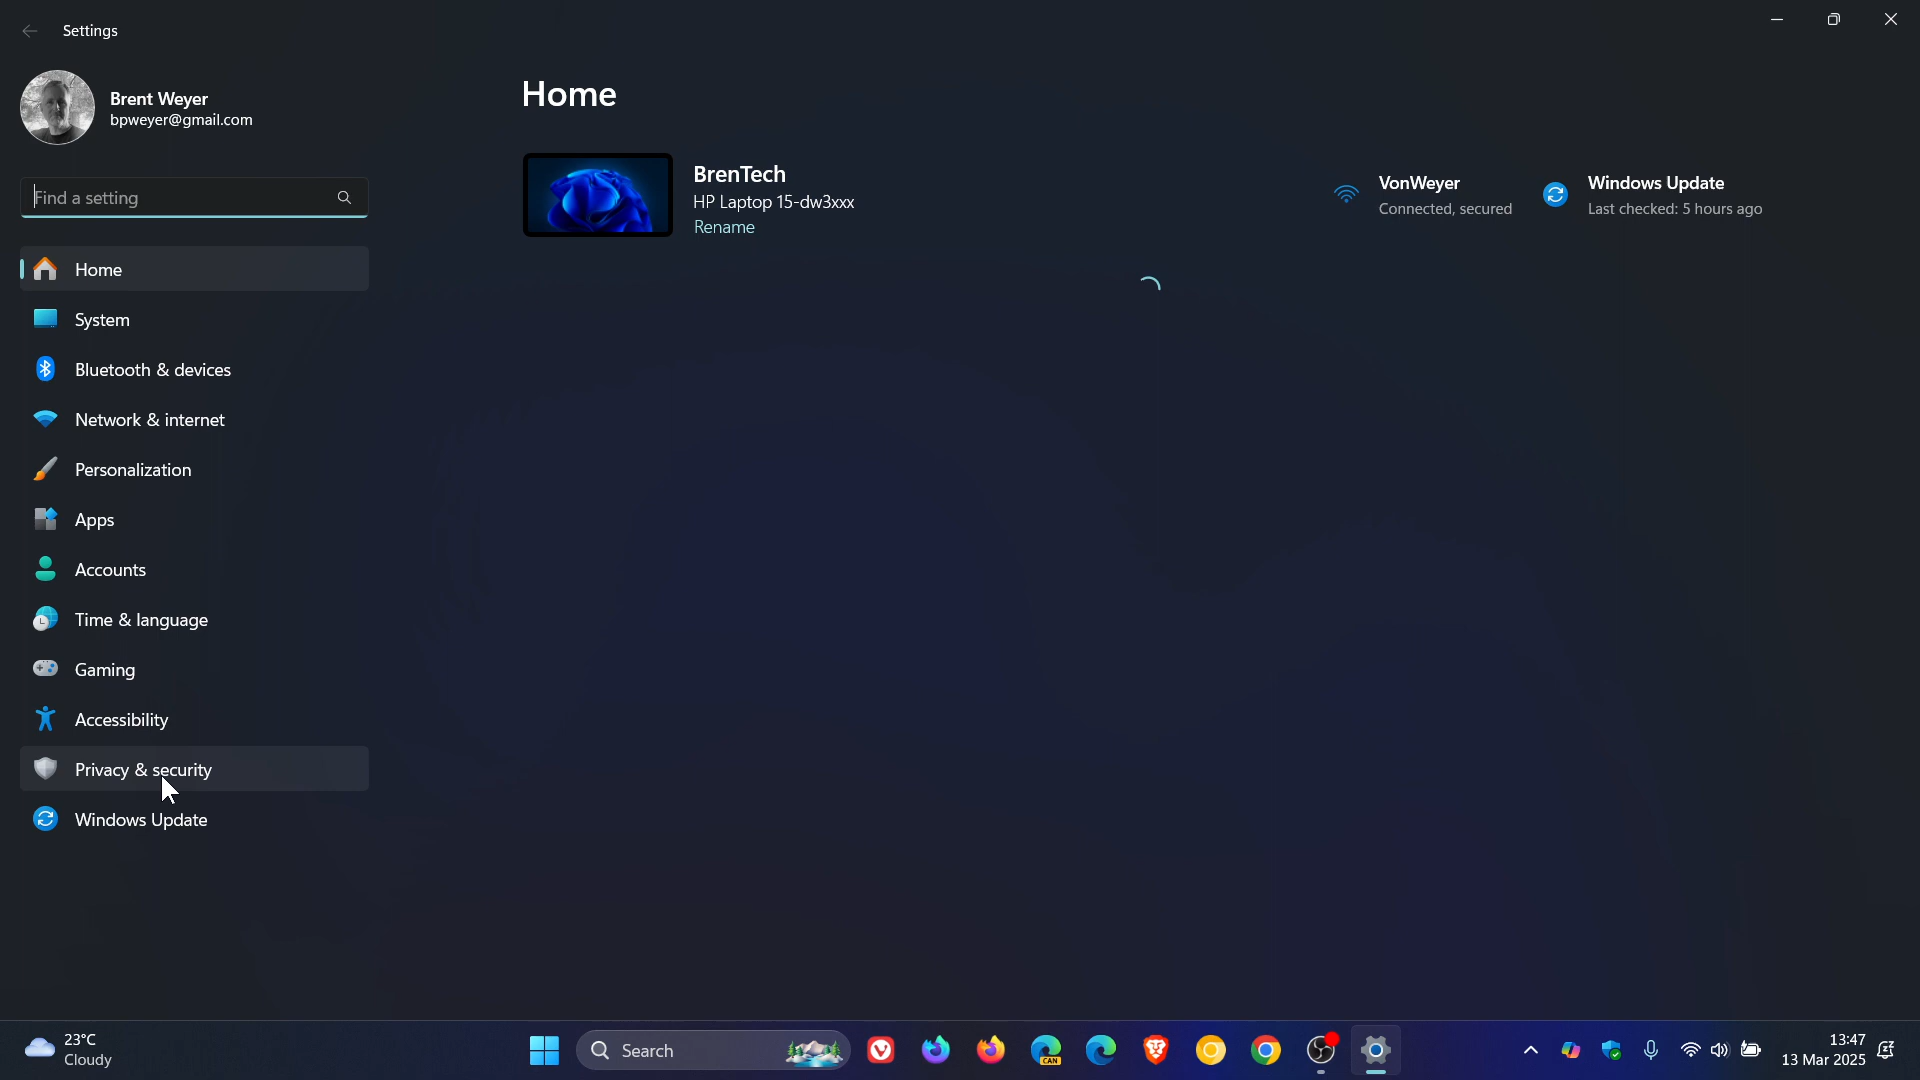 Settings
Brent Weyer
bpweyer@gmail.com
Find a setting
Home
System
Bluetooth & devices
Network & internet
Personalization
Apps
Accounts
Time & language
Gaming
Accessibility
Privacy & security
Windows Update
Home
BrenTech
HP Laptop 15-dw3xxx
Rename
VonWeyer
Connected, secured
Windows Update
Last checked: 5 hours ago
23°C
Cloudy
Search
CAN
13:47
13 Mar 2025